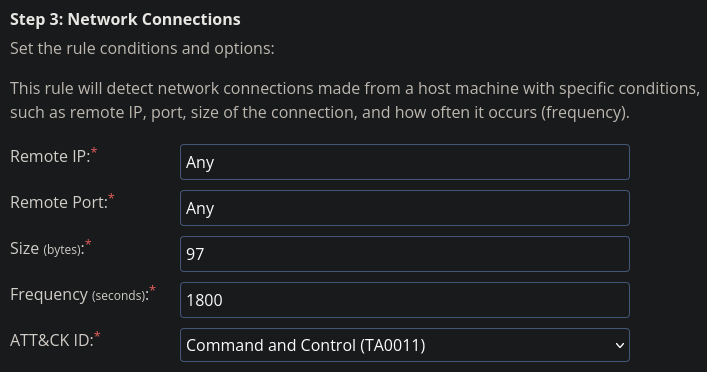 Step 3: Network Connections
Set the rule conditions and options:
This rule will detect network connections made from a host machine with specific conditions,
such as remote IP, port, size of the connection, and how often it occurs (frequency).
Remote IP:* Any
Remote Port:* Any
Size (bytes):* 97
Frequency (seconds):* 1800
ATT&CK ID:* Command and Control (TA0011)